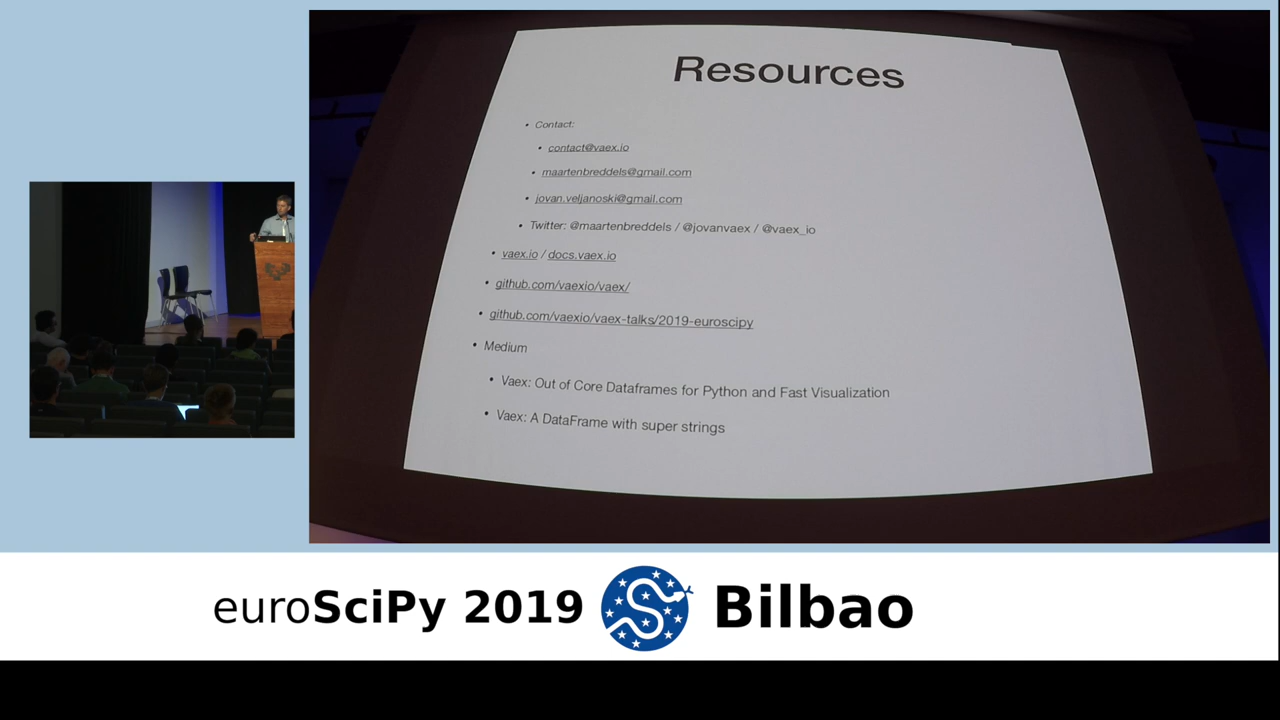 Resources
• Contact:
• contact@vaex.io
• maartenbreddels@gmail.com
• jovan.veljanoski@gmail.com
• Twitter: @maartenbreddels / @jovanvaex / @vaex_io
• vaex.io / docs.vaex.io
• github.com/vaexio/vaex/
• github.com/vaexio/vaex-talks/2019-euroscipy
• Medium
• Vaex: Out of Core Dataframes for Python and Fast Visualization
• Vaex: A DataFrame with super strings
euroSciPy 2019 Bilbao